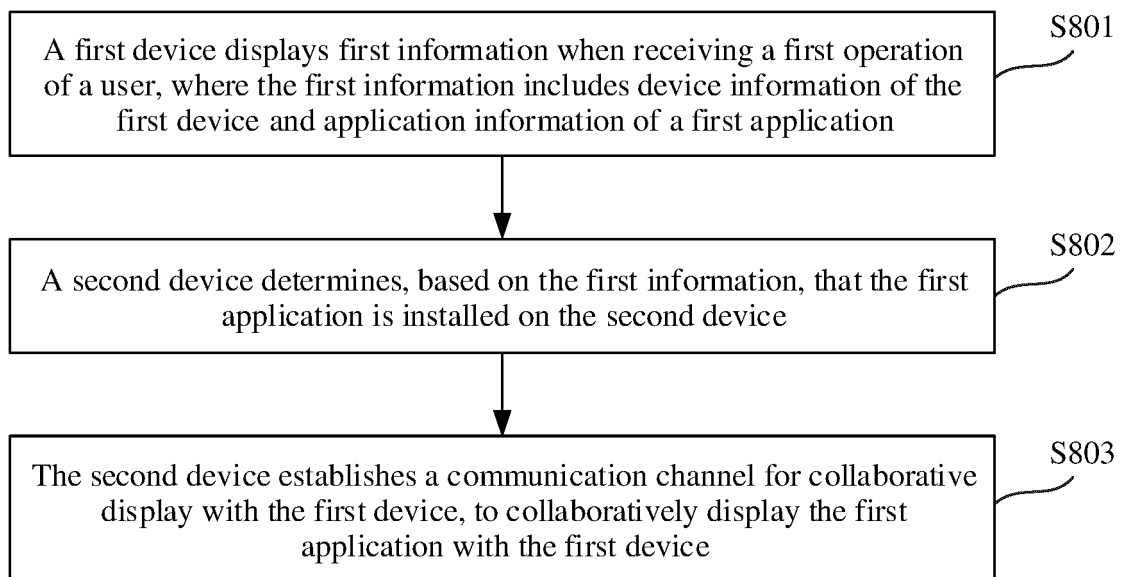 S801
A first device displays first information when receiving a first operation
of a user, where the first information includes device information of the
first device and application information of a first application
S802
A second device determines, based on the first information, that the first
application is installed on the second device
S803
The second device establishes a communication channel for collaborative
display with the first device, to collaboratively display the first
application with the first device